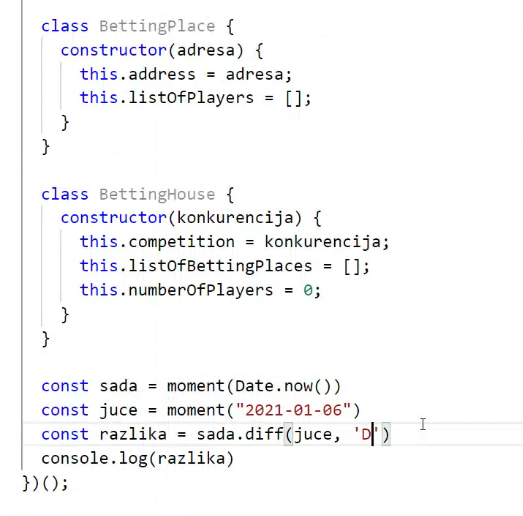 class BettingPlace {
constructor(adresa) {
this.address = adresa;
this.listOfPlayers = [];
}
}
class BettingHouse {
constructor(konkurencija) {
this.competition = konkurencija;
this.listOfBettingPlaces = [];
this.numberOfPlayers = 0;
}
}
const sada = moment(Date.now())
const juce = moment("2021-01-06")
const razlika = sada.diff(juce, 'D')
console.log(razlika)
})();